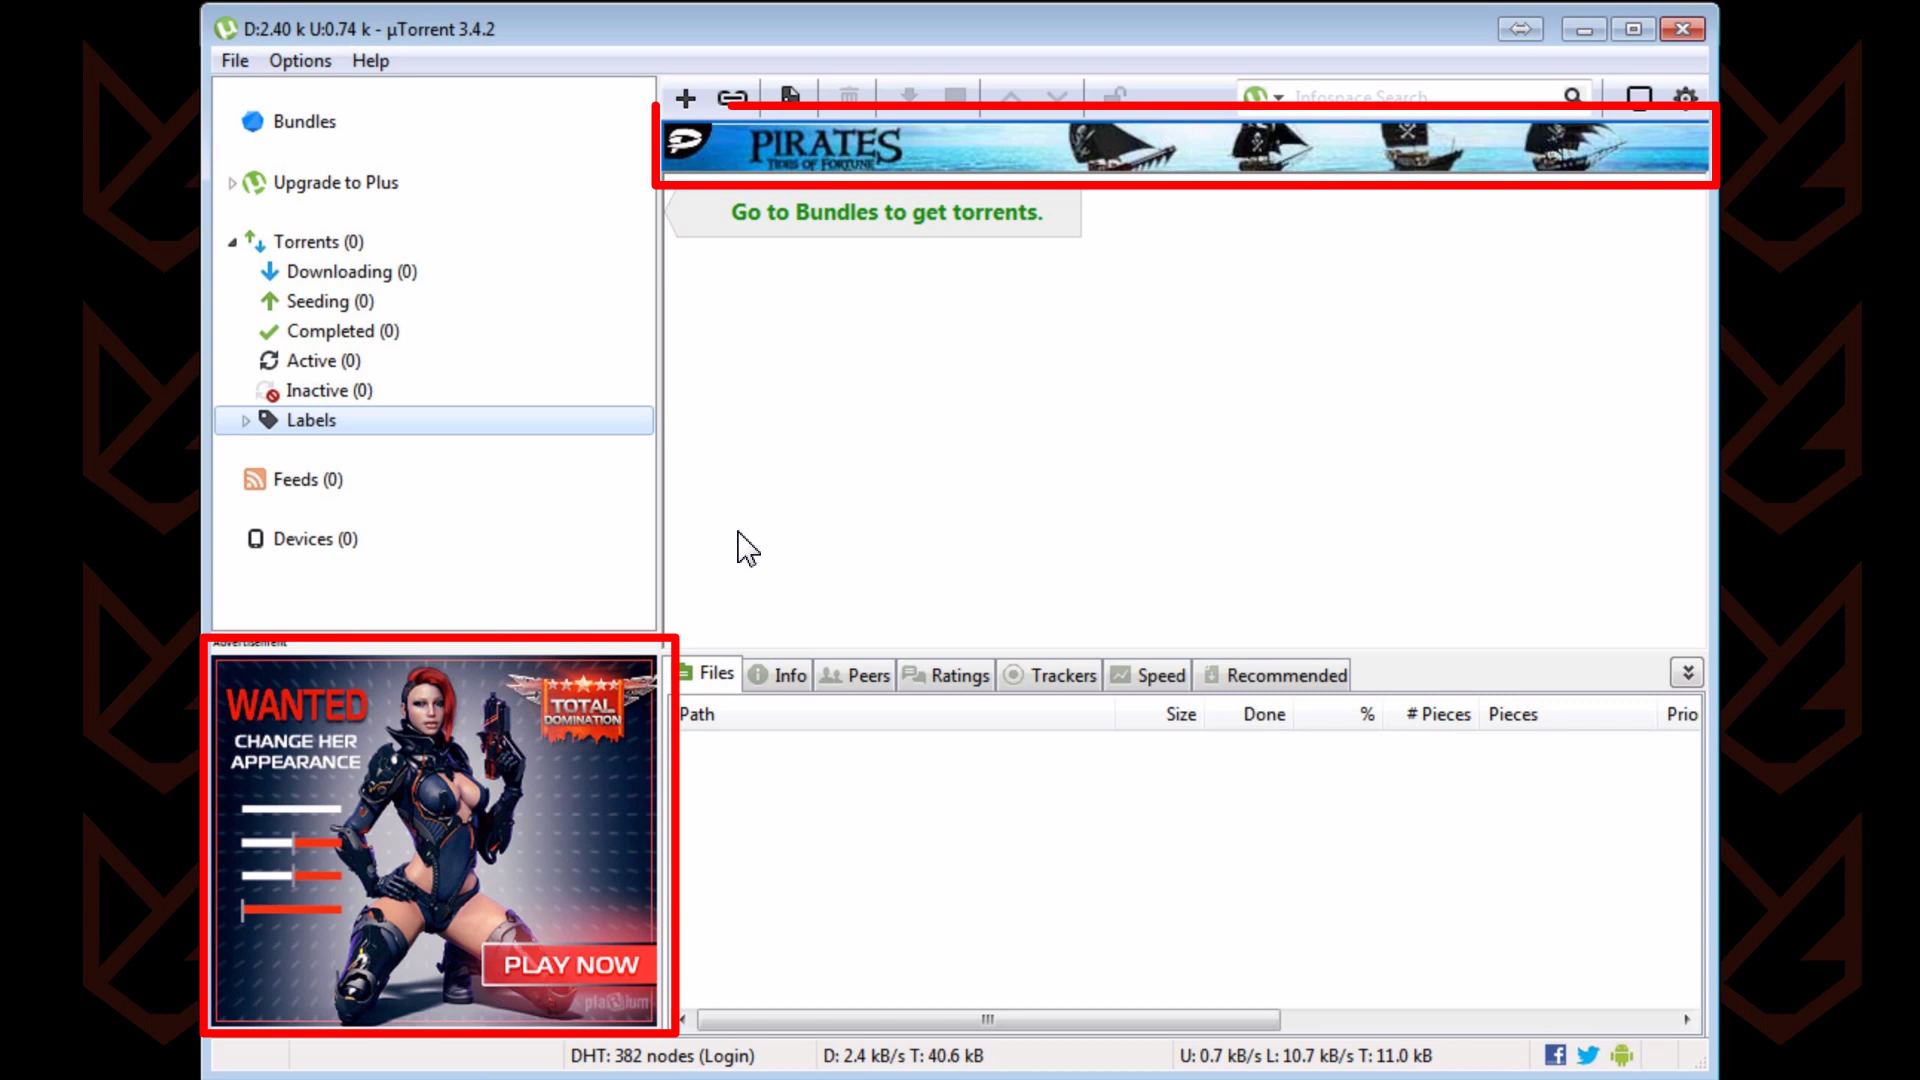 D:2.40 k U:0.74 k - µTorrent 3.4.2
File Options Help
Infospace Search
Bundles
Upgrade to Plus
Torrents (0)
Downloading (0)
Seeding (0)
Completed (0)
Active (0)
Inactive (0)
Labels
Feeds (0)
Devices (0)
PIRATES
TIDES OF FORTUNE
Go to Bundles to get torrents.
Advertisement
WANTED
CHANGE HER
APPEARANCE
TOTAL
DOMINATION
PLAY NOW
plarium
Files Info Peers Ratings Trackers Speed Recommended
Path Size Done % # Pieces Pieces Prio
DHT: 382 nodes (Login) D: 2.4 kB/s T: 40.6 kB U: 0.7 kB/s L: 10.7 kB/s T: 11.0 kB